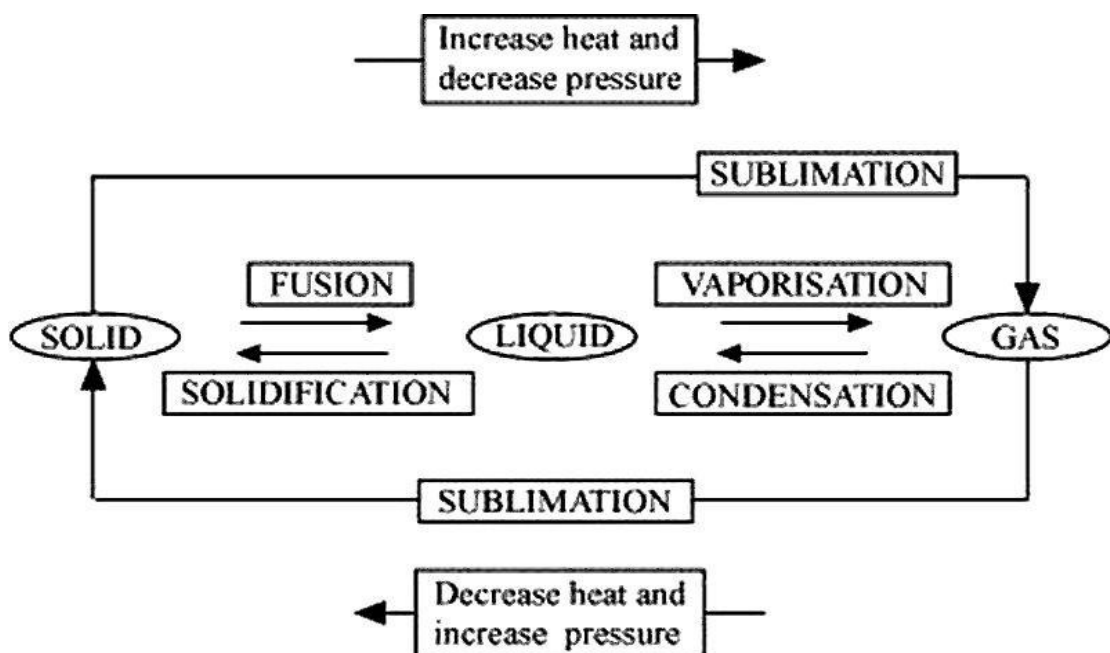 Increase heat and
decrease pressure
SUBLIMATION
FUSION
VAPORISATION
SOLID
LIQUID
GAS
SOLIDIFICATION
CONDENSATION
SUBLIMATION
Decrease heat and
increase pressure